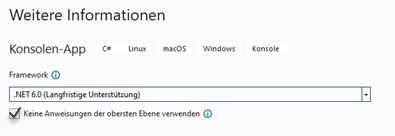 Weitere Informationen
Konsolen-App C# Linux macOS Windows Konsole
Framework
.NET 6.0 (Langfristige Unterstützung)
Keine Anweisungen der obersten Ebene verwenden